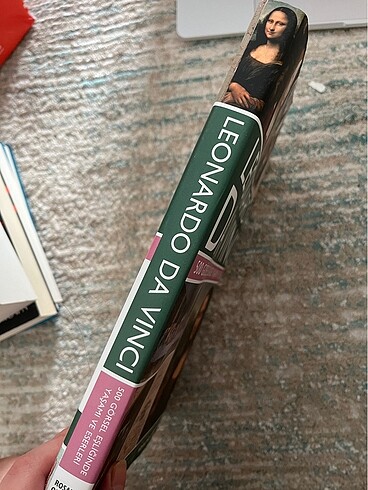 LEONARDO DA VINCI
500 GÖRSEL EŞLİĞİNDE
YAŞAMI VE ESERLERİ